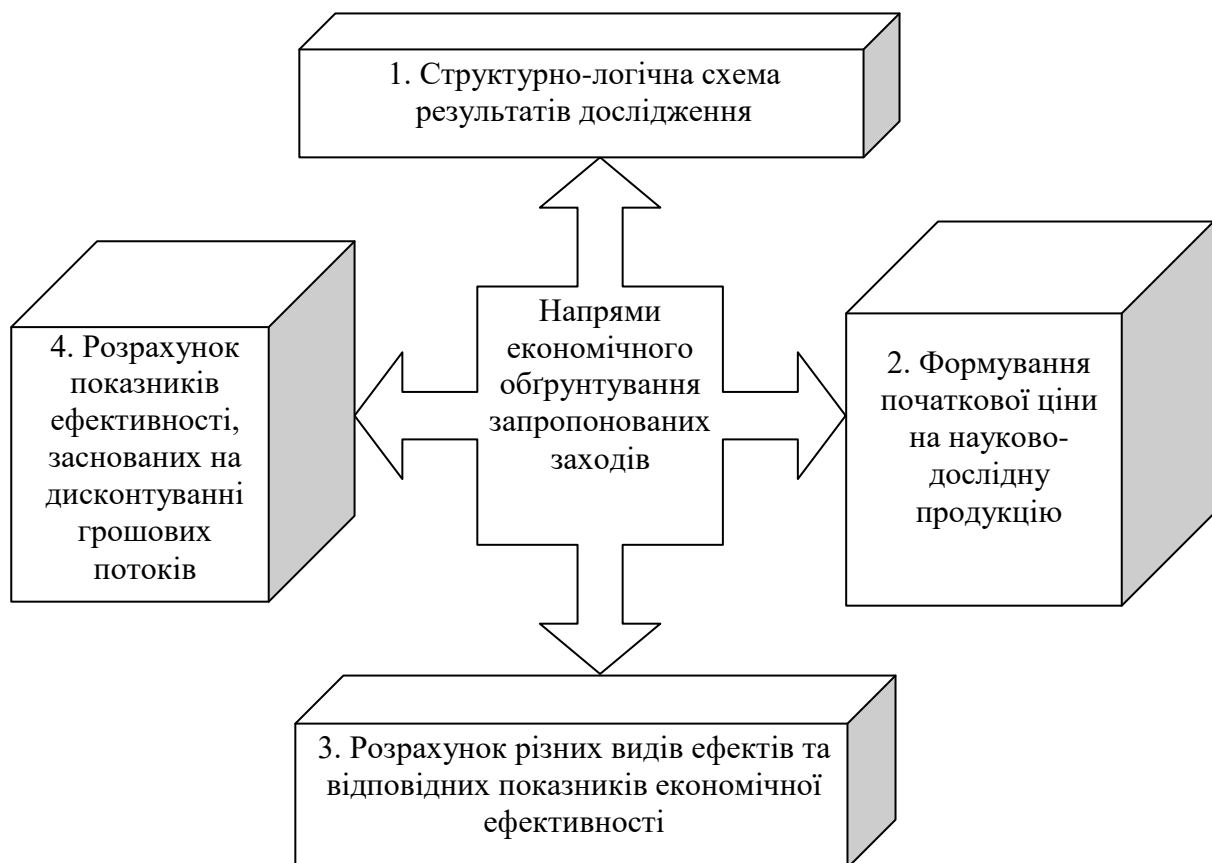 1. Структурно-логічна схема
результатів дослідження
Напрями
економічного
обґрунтування
запропонованих
заходів
2. Формування
початкової ціни
на науково-
дослідну
продукцію
3. Розрахунок різних видів ефектів та
відповідних показників економічної
ефективності
4. Розрахунок
показників
ефективності,
заснованих на
дисконтуванні
грошових
потоків